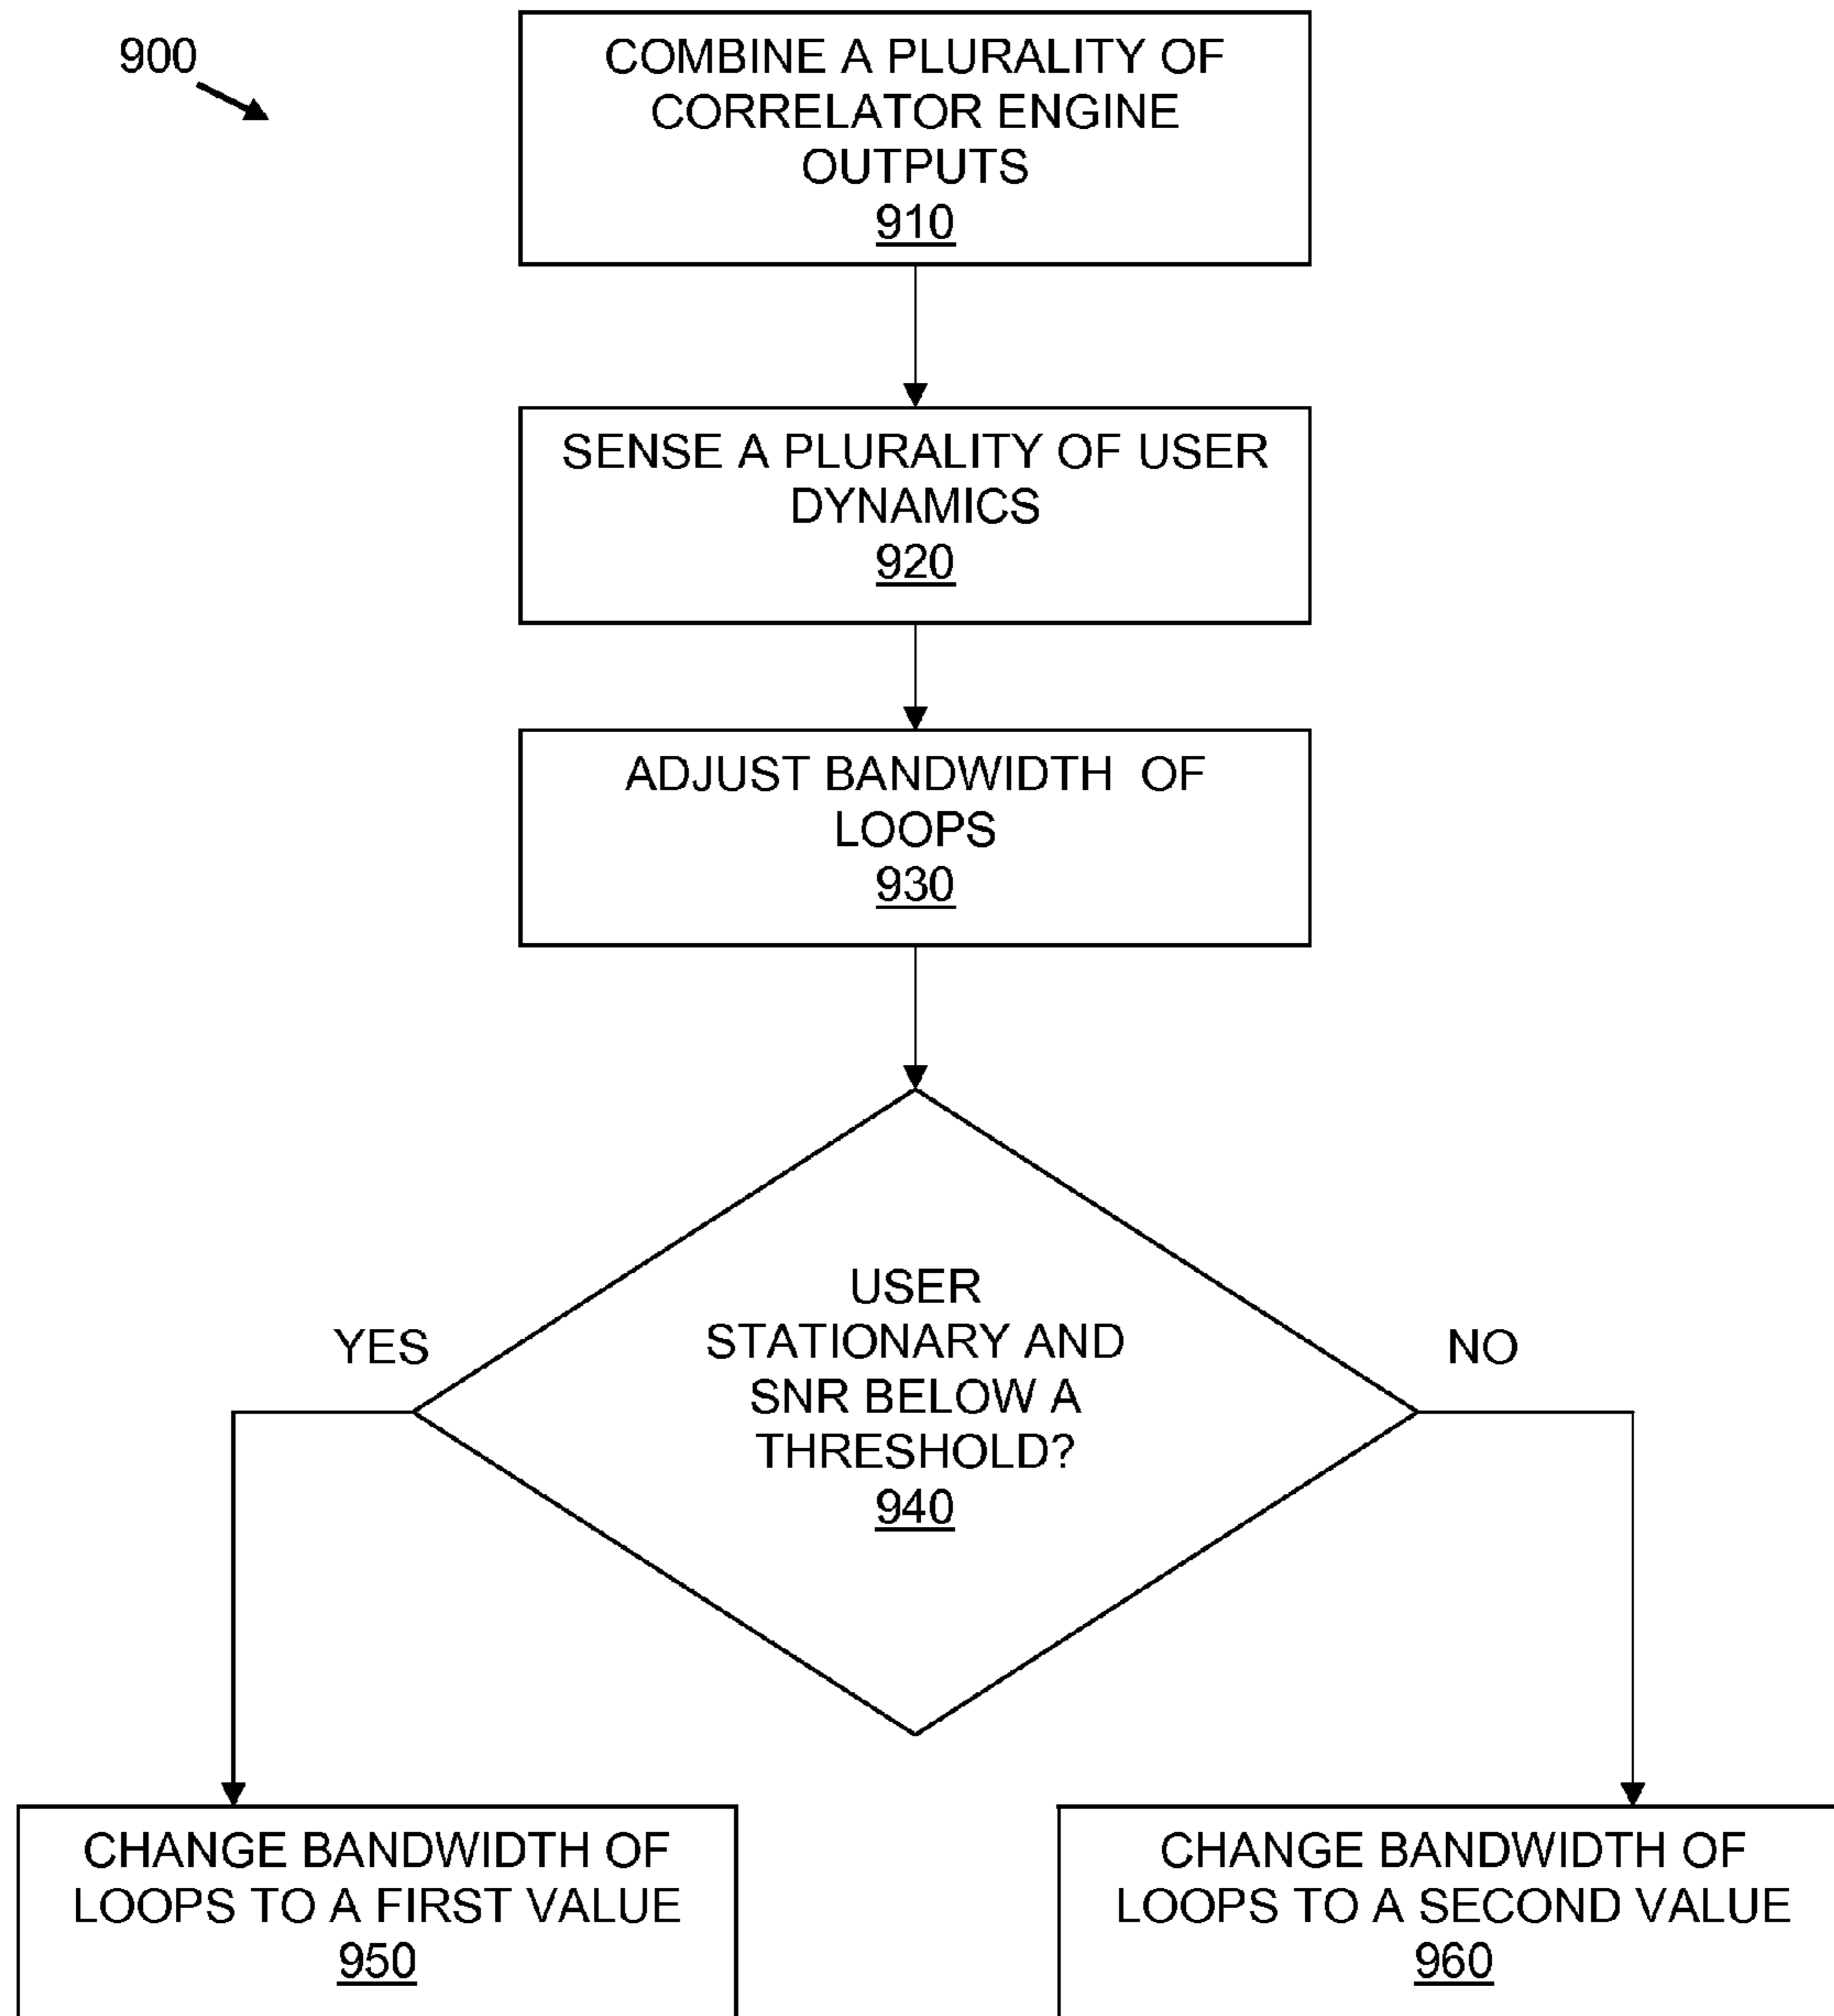 900
COMBINE A PLURALITY OF
CORRELATOR ENGINE
OUTPUTS
910
SENSE A PLURALITY OF USER
DYNAMICS
920
ADJUST BANDWIDTH OF
LOOPS
930
USER
STATIONARY AND
SNR BELOW A
THRESHOLD?
940
YES
NO
CHANGE BANDWIDTH OF
LOOPS TO A FIRST VALUE
950
CHANGE BANDWIDTH OF
LOOPS TO A SECOND VALUE
960